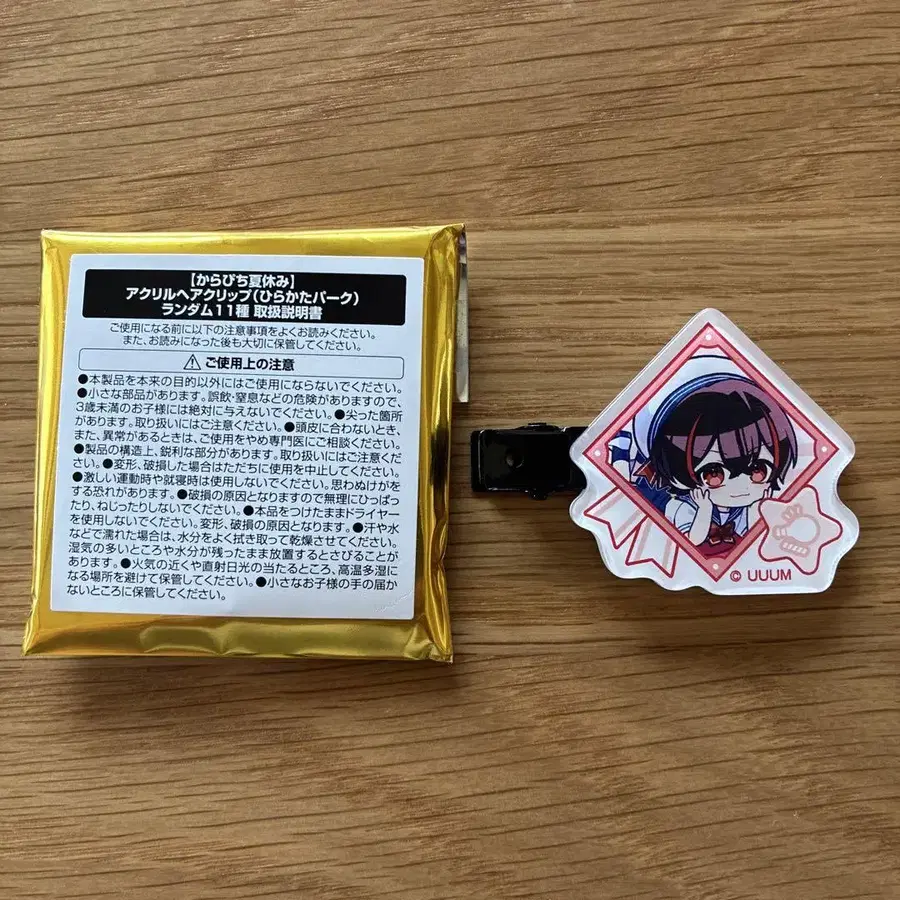 【からぴち夏休み】
アクリルヘアクリップ(ひらかたパーク)
ランダム11種 取扱説明書
ご使用になる前に以下の注意事項をよくお読みください。
また、お読みになった後も大切に保管してください。
⚠ ご使用上の注意
●本製品を本来の目的以外にはご使用にならないでください。
●小さな部品があります。誤飲・窒息などの危険がありますので、
3歳未満のお子様には絶対に与えないでください。●尖った箇所
があります。取り扱いにはご注意ください。●頭皮に合わないとき、
また、異常があるときは、ご使用をやめ専門医にご相談ください。
●製品の構造上、鋭利な部分があります。取り扱いにはご注意くだ
さい。●変形、破損した場合はただちに使用を中止してください。
●激しい運動時や就寝時は使用しないでください。思わぬけがを
する恐れがあります。●破損の原因となりますので無理にひっぱっ
たり、ねじったりしないでください。●本品をつけたままドライヤー
を使用しないでください。変形、破損の原因となります。●汗や水
などで濡れた場合は、水分をよく拭き取って乾燥させてください。
湿気の多いところや水分が残ったまま放置するとさびることがあ
ります。●火気の近くや直射日光の当たるところ、高温多湿にな
なる場所を避けて保管してください。●小さなお子様の手の届か
ないところに保管してください。
© UUUM